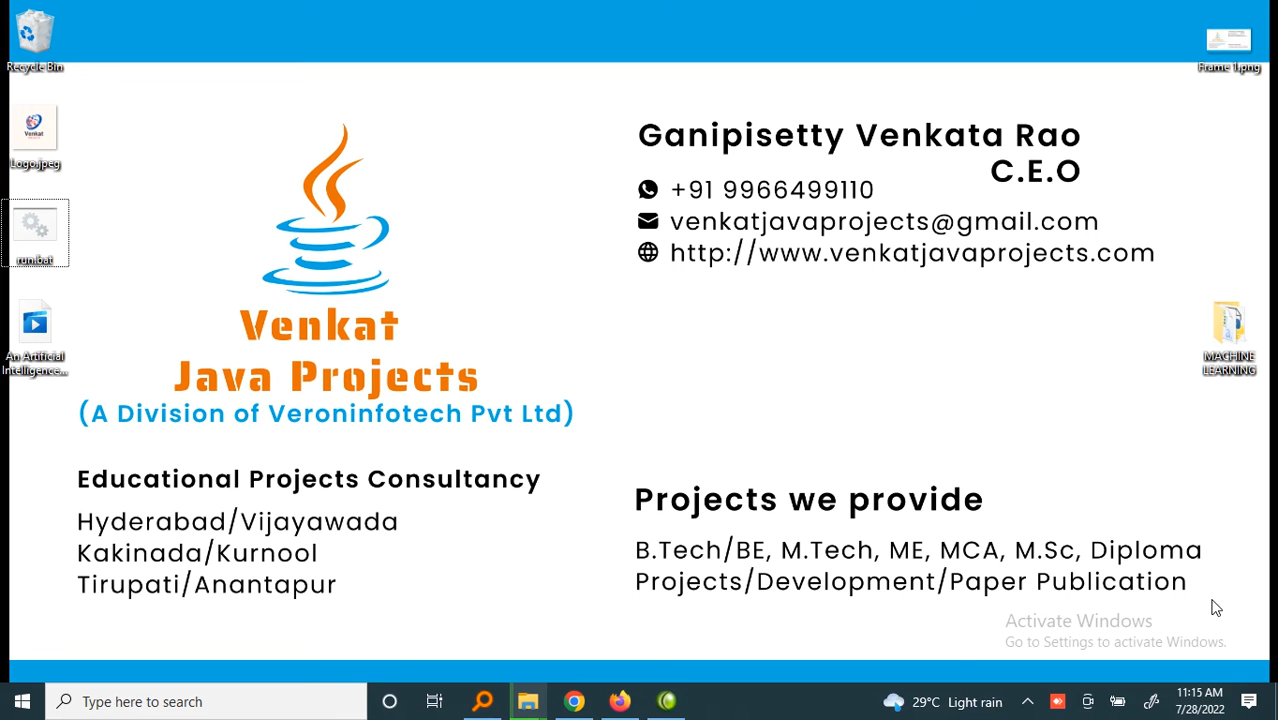 Recycle Bin
Logo.jpeg
Venkat
run.bat
An Artificial
Intelligence...
Venkat
Java Projects
(A Division of Veroninfotech Pvt Ltd)
Educational Projects Consultancy
Hyderabad/Vijayawada
Kakinada/Kurnool
Tirupati/Anantapur
Ganipisetty Venkata Rao
C.E.O
+91 9966499110
venkatjavaprojects@gmail.com
http://www.venkatjavaprojects.com
Projects we provide
B.Tech/BE, M.Tech, ME, MCA, M.Sc, Diploma
Projects/Development/Paper Publication
Frame 1.png
MACHINE
LEARNING
Activate Windows
Go to Settings to activate Windows.
Type here to search
29°C Light rain
11:15 AM
7/28/2022